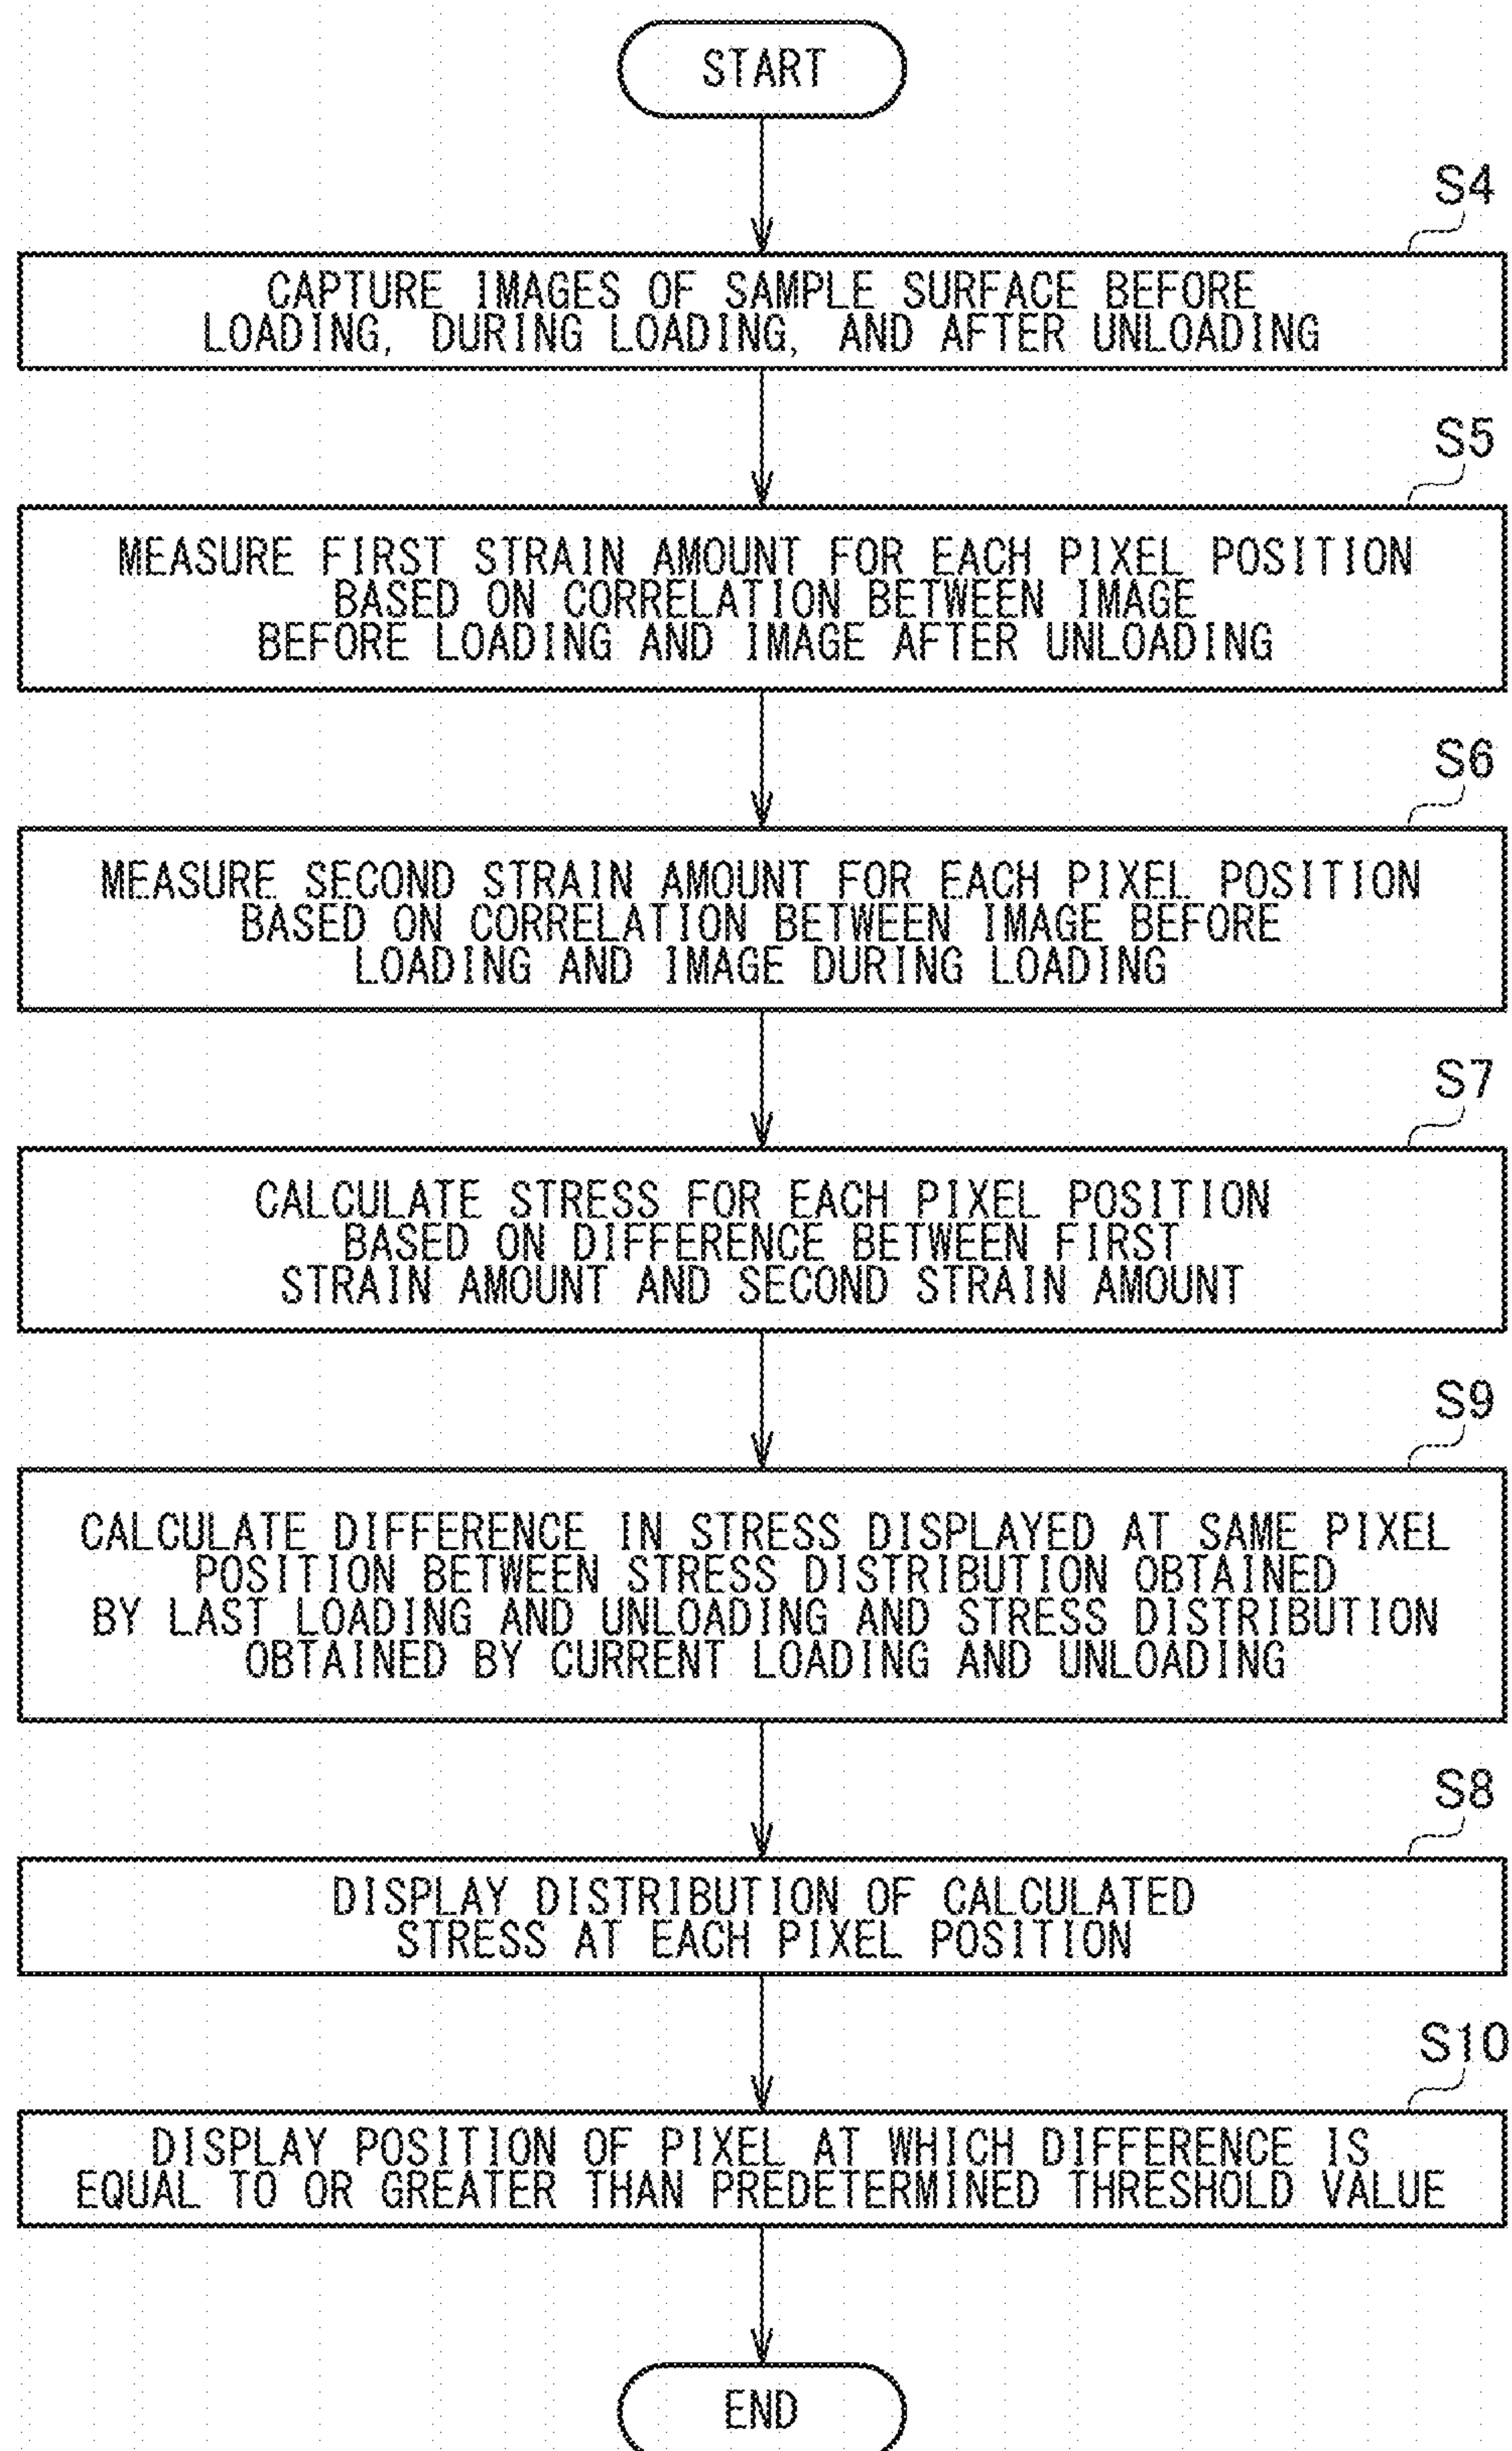 START
S4
CAPTURE IMAGES OF SAMPLE SURFACE BEFORE
LOADING, DURING LOADING, AND AFTER UNLOADING
S5
MEASURE FIRST STRAIN AMOUNT FOR EACH PIXEL POSITION
BASED ON CORRELATION BETWEEN IMAGE
BEFORE LOADING AND IMAGE AFTER UNLOADING
S6
MEASURE SECOND STRAIN AMOUNT FOR EACH PIXEL POSITION
BASED ON CORRELATION BETWEEN IMAGE BEFORE
LOADING AND IMAGE DURING LOADING
S7
CALCULATE STRESS FOR EACH PIXEL POSITION
BASED ON DIFFERENCE BETWEEN FIRST
STRAIN AMOUNT AND SECOND STRAIN AMOUNT
S9
CALCULATE DIFFERENCE IN STRESS DISPLAYED AT SAME PIXEL
POSITION BETWEEN STRESS DISTRIBUTION OBTAINED
BY LAST LOADING AND UNLOADING AND STRESS DISTRIBUTION
OBTAINED BY CURRENT LOADING AND UNLOADING
S8
DISPLAY DISTRIBUTION OF CALCULATED
STRESS AT EACH PIXEL POSITION
S10
DISPLAY POSITION OF PIXEL AT WHICH DIFFERENCE IS
EQUAL TO OR GREATER THAN PREDETERMINED THRESHOLD VALUE
END